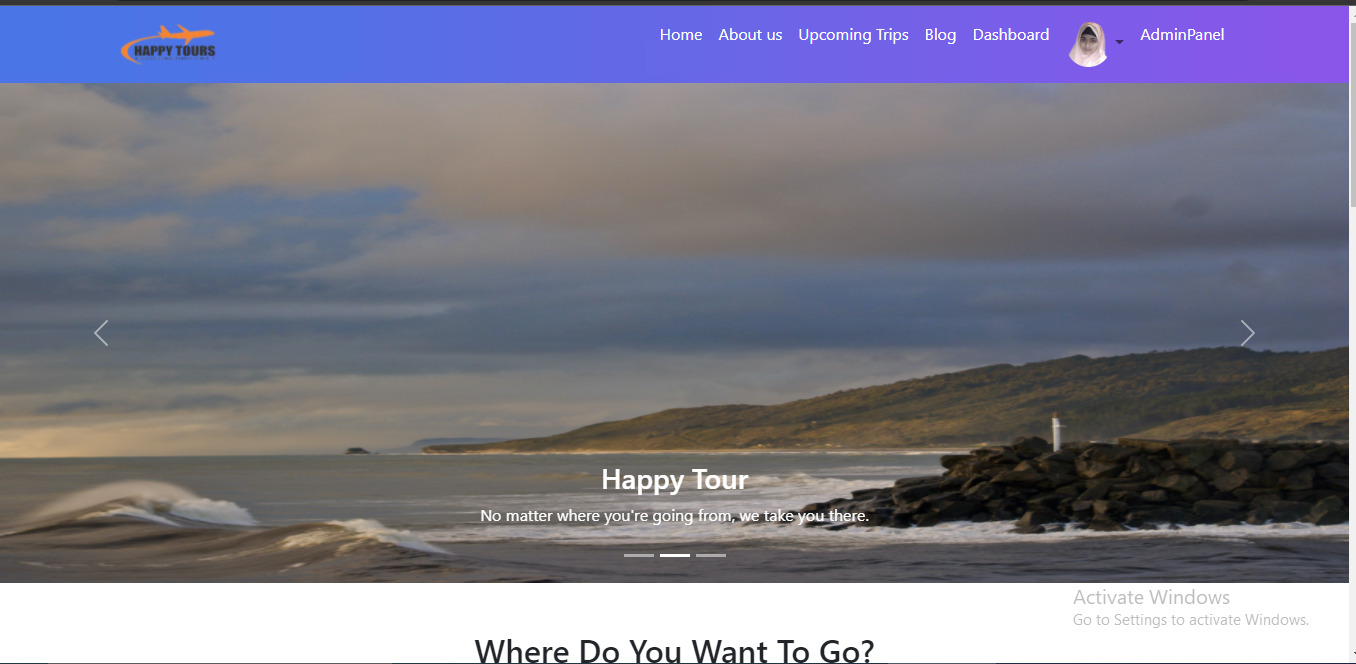 HAPPY TOURS
Home About us Upcoming Trips Blog Dashboard AdminPanel
Happy Tour
No matter where you're going from, we take you there.
Activate Windows
Go to Settings to activate Windows.
Where Do You Want To Go?